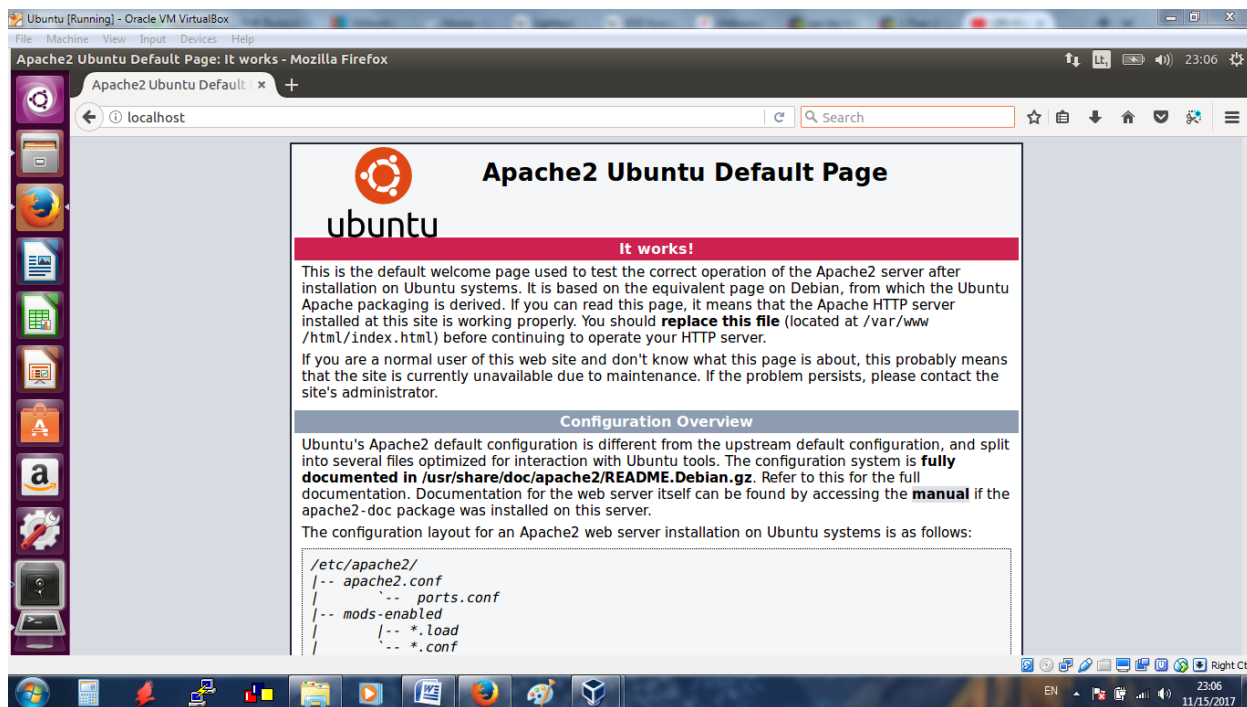 Ubuntu [Running] - Oracle VM VirtualBox
File Machine View Input Devices Help
Apache2 Ubuntu Default Page: It works - Mozilla Firefox
Lt1 23:06
Apache2 Ubuntu Default
localhost
Search
ubuntu
Apache2 Ubuntu Default Page
It works!
This is the default welcome page used to test the correct operation of the Apache2 server after
installation on Ubuntu systems. It is based on the equivalent page on Debian, from which the Ubuntu
Apache packaging is derived. If you can read this page, it means that the Apache HTTP server
installed at this site is working properly. You should replace this file (located at /var/www
/html/index.html) before continuing to operate your HTTP server.
If you are a normal user of this web site and don't know what this page is about, this probably means
that the site is currently unavailable due to maintenance. If the problem persists, please contact the
site's administrator.
Configuration Overview
Ubuntu's Apache2 default configuration is different from the upstream default configuration, and split
into several files optimized for interaction with Ubuntu tools. The configuration system is fully
documented in /usr/share/doc/apache2/README.Debian.gz. Refer to this for the full
documentation. Documentation for the web server itself can be found by accessing the manual if the
apache2-doc package was installed on this server.
The configuration layout for an Apache2 web server installation on Ubuntu systems is as follows:
/etc/apache2/
|-- apache2.conf
|       `--  ports.conf
|-- mods-enabled
|       |-- *.load
|       `-- *.conf
Right Ct
EN
23:06
11/15/2017